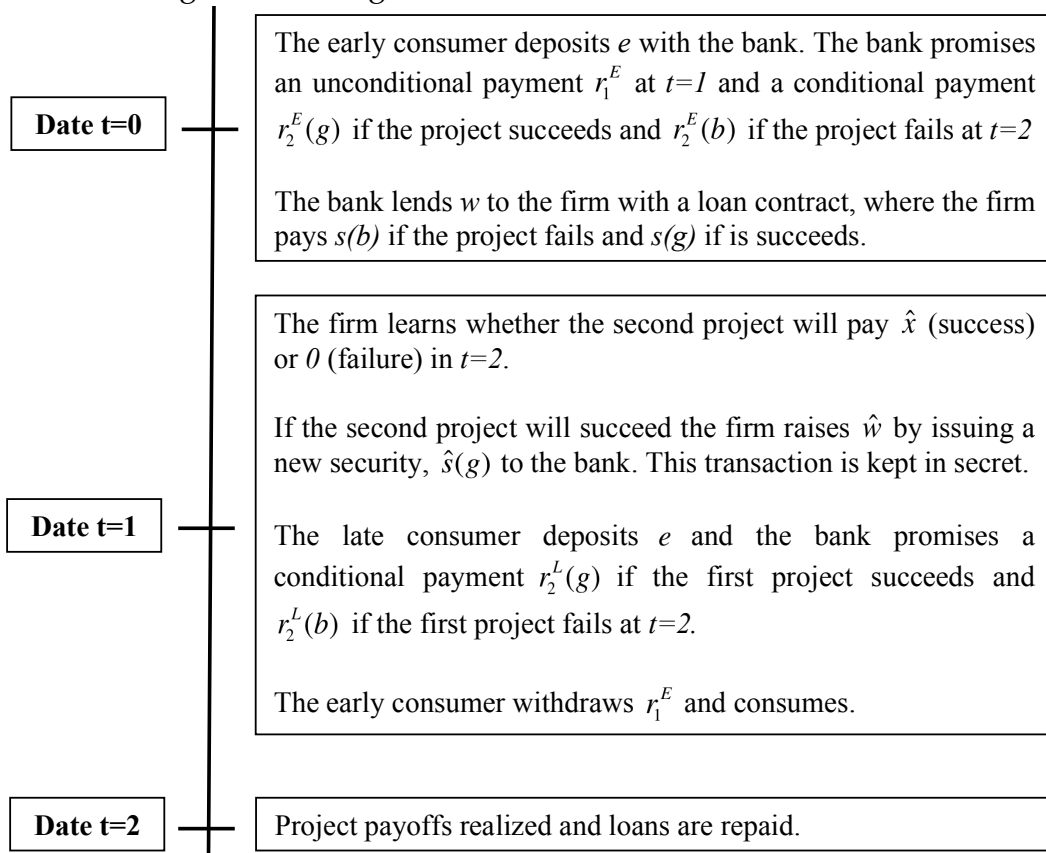 Date t=0
The early consumer deposits e with the bank. The bank promises
an unconditional payment r₁ᴱ at t=1 and a conditional payment
r₂ᴱ(g) if the project succeeds and r₂ᴱ(b) if the project fails at t=2
The bank lends w to the firm with a loan contract, where the firm
pays s(b) if the project fails and s(g) if is succeeds.
Date t=1
The firm learns whether the second project will pay x̂ (success)
or 0 (failure) in t=2.
If the second project will succeed the firm raises ŵ by issuing a
new security, ŝ(g) to the bank. This transaction is kept in secret.
The late consumer deposits e and the bank promises a
conditional payment r₂ᴸ(g) if the first project succeeds and
r₂ᴸ(b) if the first project fails at t=2.
The early consumer withdraws r₁ᴱ and consumes.
Date t=2
Project payoffs realized and loans are repaid.